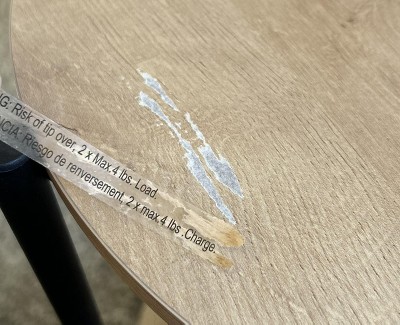 NG: Risk of tip over, 2 x Max.4 lbs. Load.
NCIA: Riesgo de renversement, 2 x max.4 lbs .Charge.